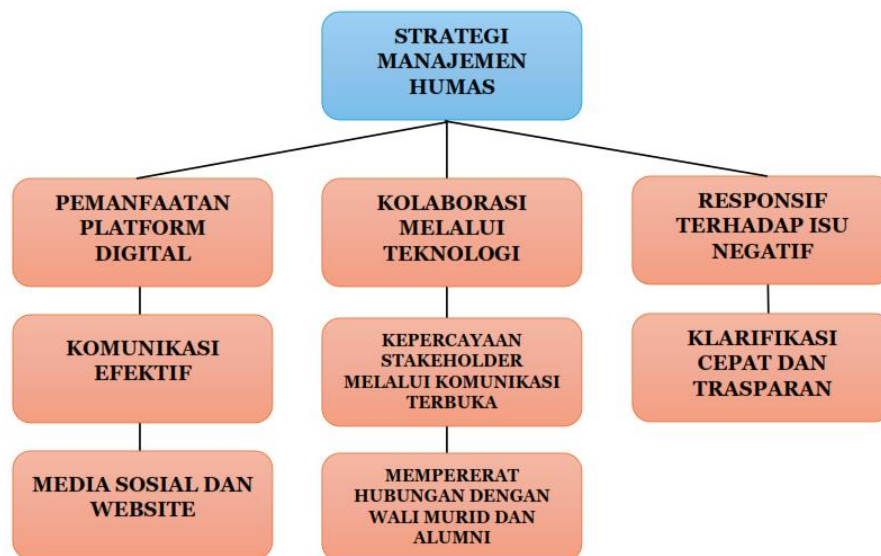 STRATEGI
MANAJEMEN
HUMAS
PEMANFAATAN
PLATFORM
DIGITAL
KOMUNIKASI
EFEKTIF
MEDIA SOSIAL DAN
WEBSITE
KOLABORASI
MELALUI
TEKNOLOGI
KEPERCAYAAN
STAKEHOLDER
MELALUI KOMUNIKASI
TERBUKA
MEMPERERAT
HUBUNGAN DENGAN
WALI MURID DAN
ALUMNI
RESPONSIF
TERHADAP ISU
NEGATIF
KLARIFIKASI
CEPAT DAN
TRASPARAN